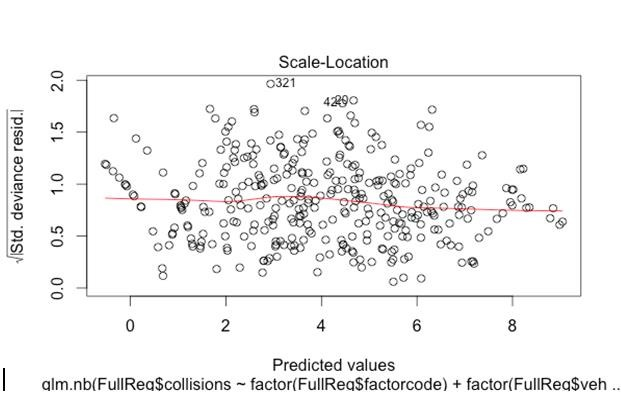 Scale-Location
√|Std. deviance resid.|
2.0
1.5
1.0
0.5
0.0
321
20
0 2 4 6 8
Predicted values
glm.nb(FullReg$collisions ~ factor(FullReg$factorcode) + factor(FullReg$veh ..